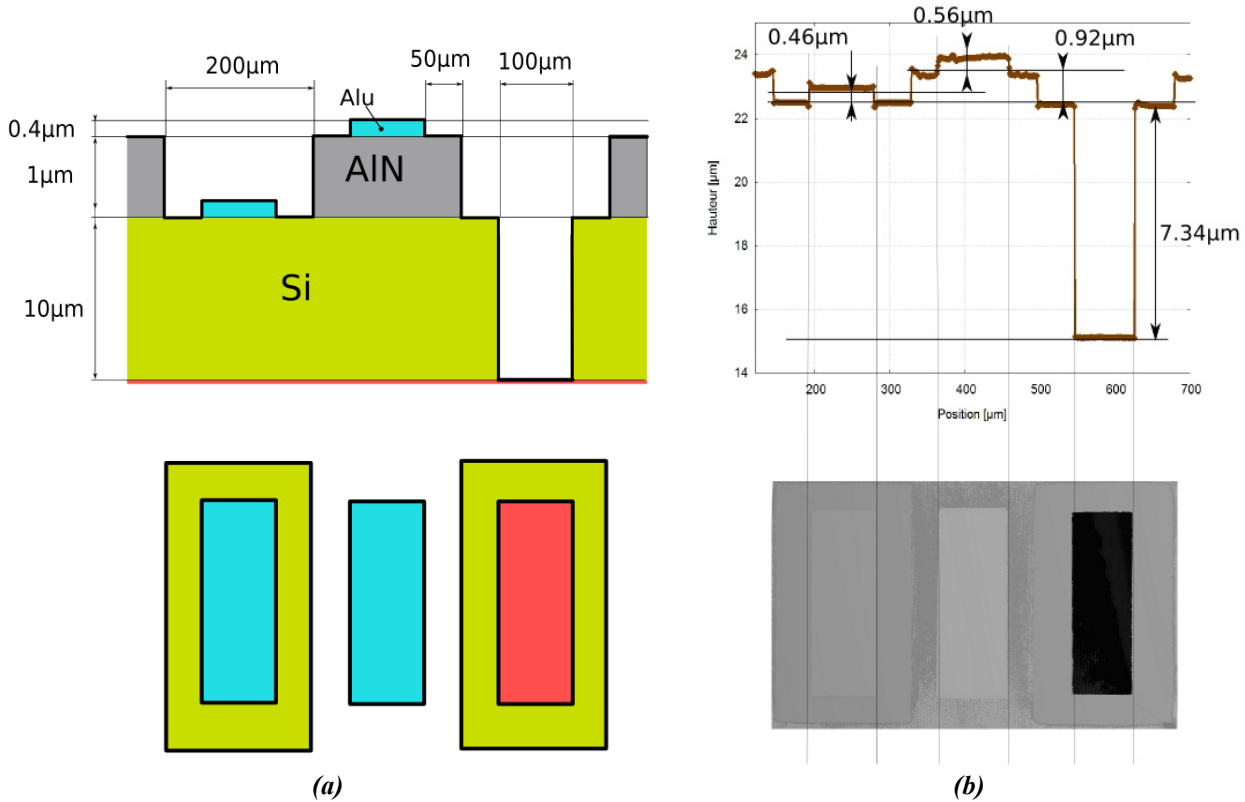 200µm
50µm
100µm
Alu
0.4µm
AlN
1µm
Si
10µm
(a)
0.56µm
0.46µm
0.92µm
7.34µm
24
22
20
18
16
14
Hauteur [µm]
200
300
400
500
600
700
Position [µm]
(b)